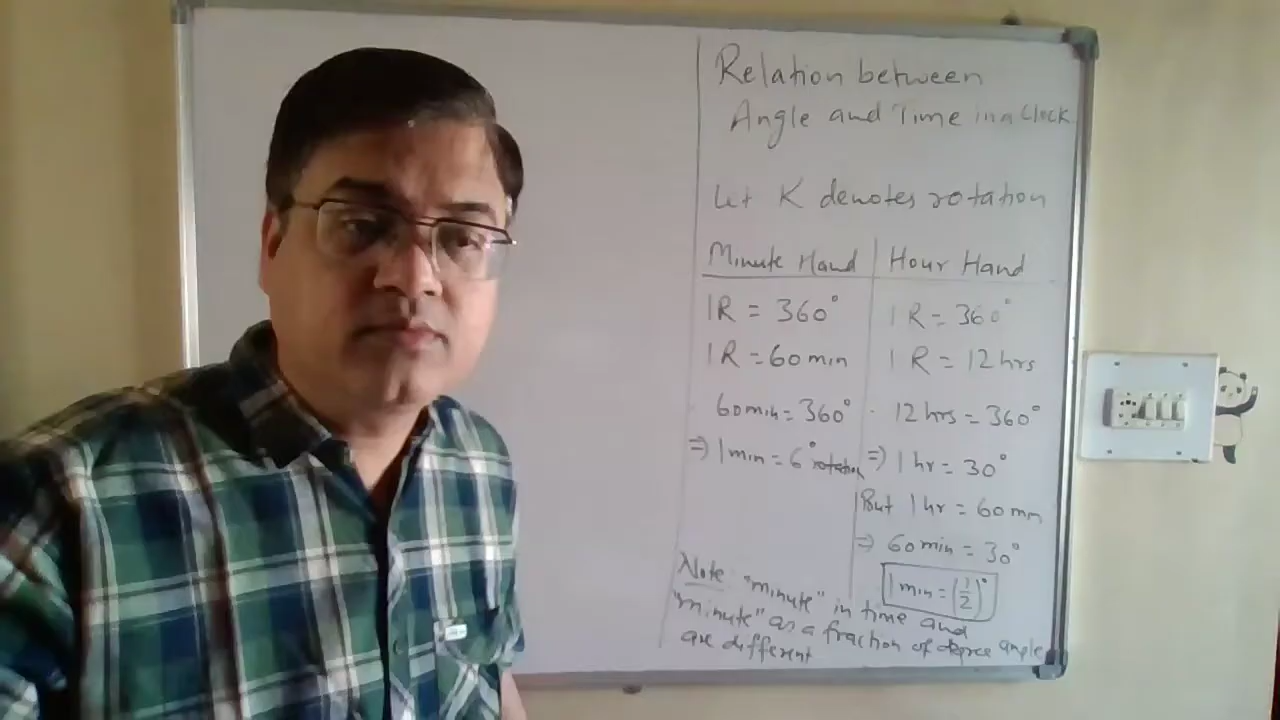 Relation between
Angle and Time in a Clock
Let K denotes rotation
Minute Hand
1R = 360°
1R = 60 min
60 min = 360°
⇒ 1 min = 6° rotation
Hour Hand
1R = 360°
1R = 12 hrs
12 hrs = 360°
⇒ 1 hr = 30°
But 1 hr = 60 min
⇒ 60 min = 30°
1 min = (1/2)°
Note: "minute" in time and
"minute" as a fraction of degree angle
are different